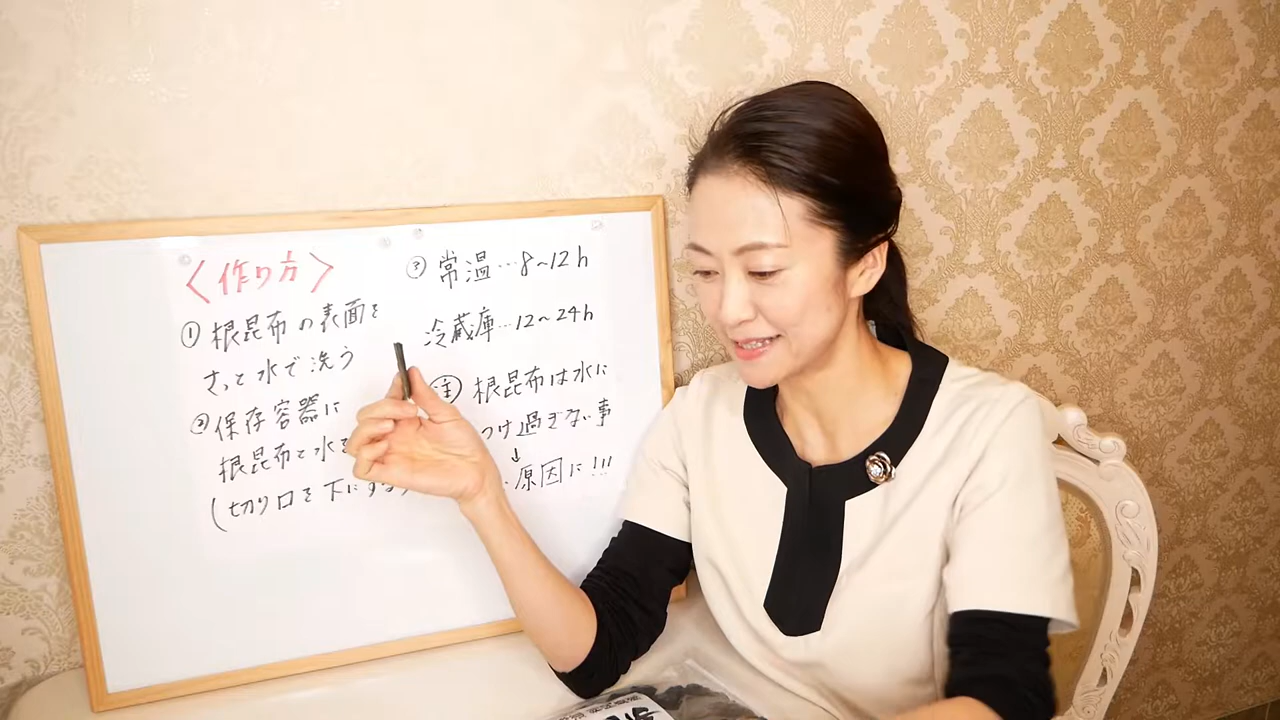 〈作り方〉
① 根昆布の表面を
さっと水で洗う
② 保存容器に
根昆布と水を
(切り口を下にする
③ 常温…8~12h
冷蔵庫…12~24h
注 根昆布は水に
つけ過ぎない事
↓
原因に!!!